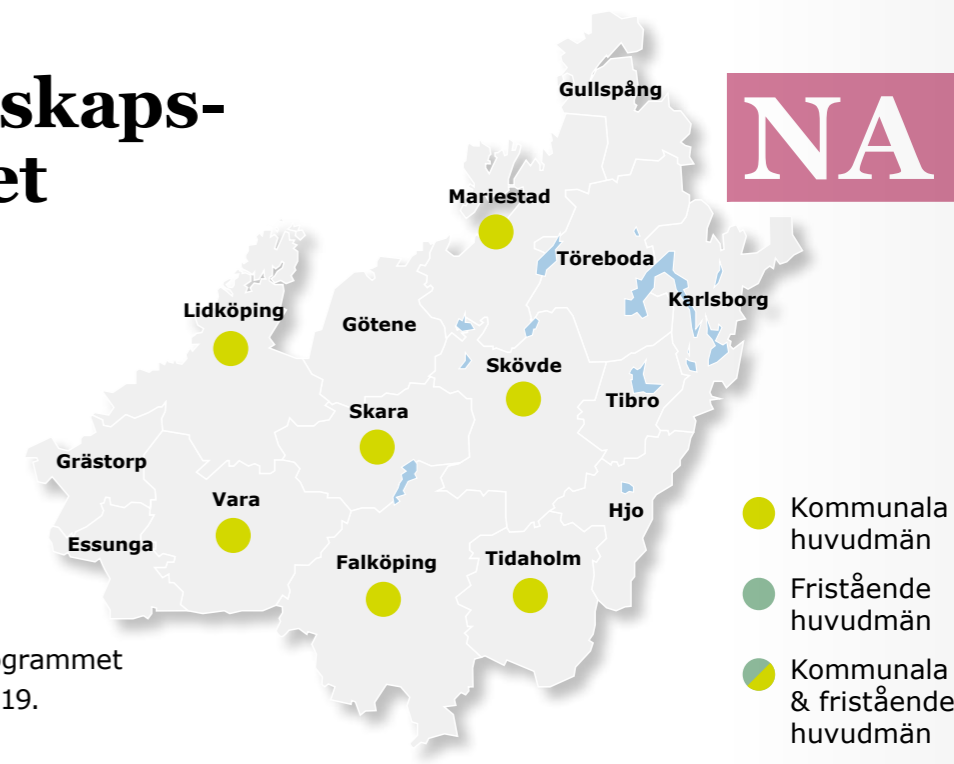 skaps-
et
NA
Gullspång
Mariestad
Töreboda
Karlsborg
Lidköping
Götene
Skövde
Tibro
Skara
Grästorp
Vara
Hjo
Essunga
Falköping
Tidaholm
Kommunala
huvudmän
Fristående
huvudmän
Kommunala
& fristående
huvudmän
ogrammet
19.